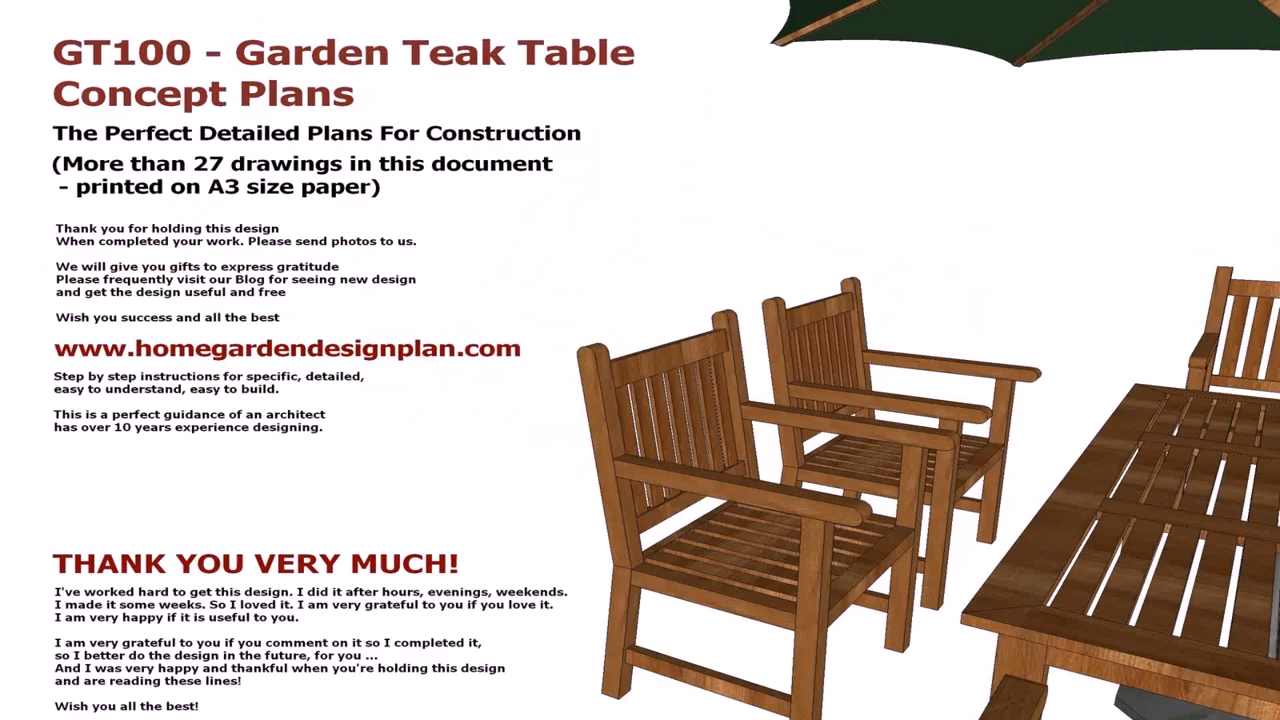 GT100 - Garden Teak Table
Concept Plans
The Perfect Detailed Plans For Construction
(More than 27 drawings in this document
- printed on A3 size paper)
Thank you for holding this design
When completed your work. Please send photos to us.
We will give you gifts to express gratitude
Please frequently visit our Blog for seeing new design
and get the design useful and free
Wish you success and all the best
www.homegardendesignplan.com
Step by step instructions for specific, detailed,
easy to understand, easy to build.
This is a perfect guidance of an architect
has over 10 years experience designing.
THANK YOU VERY MUCH!
I've worked hard to get this design. I did it after hours, evenings, weekends.
I made it some weeks. So I loved it. I am very grateful to you if you love it.
I am very happy if it is useful to you.
I am very grateful to you if you comment on it so I completed it,
so I better do the design in the future, for you ...
And I was very happy and thankful when you're holding this design
and are reading these lines!
Wish you all the best!